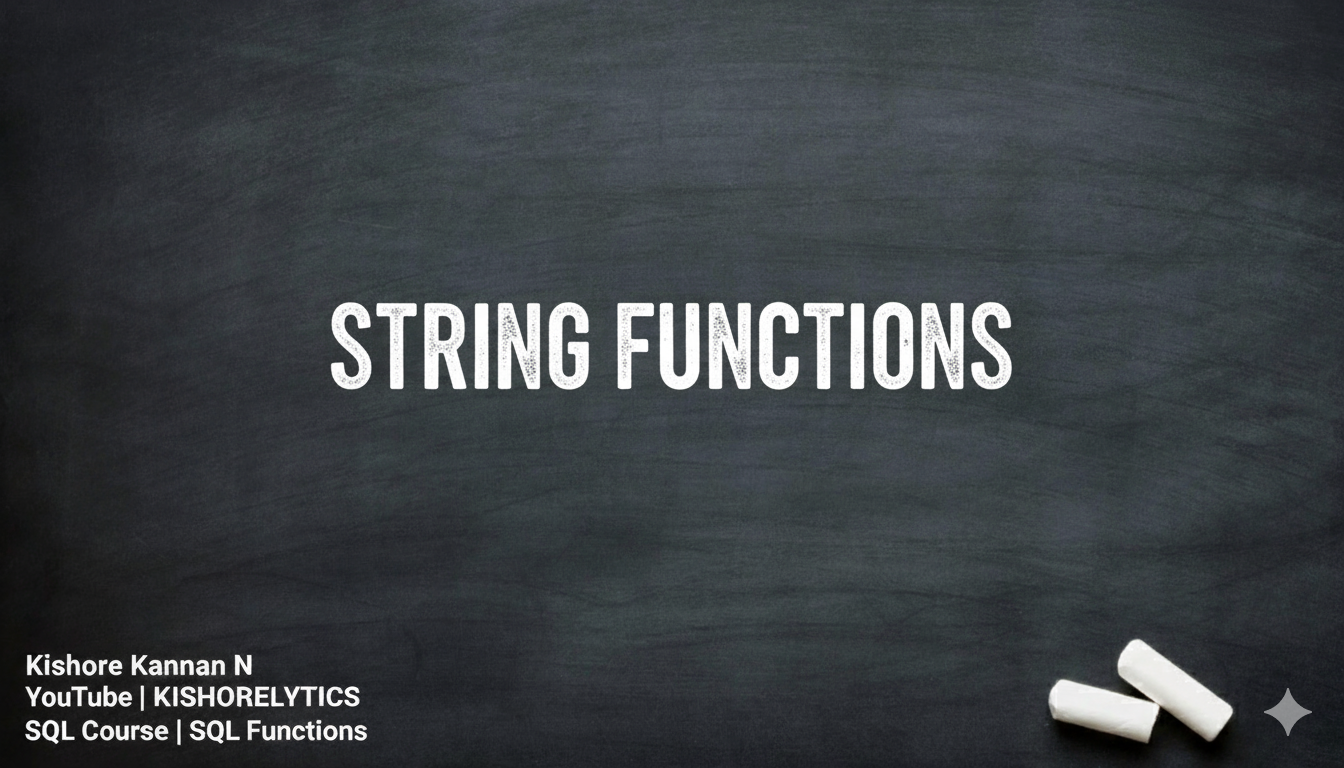 STRING FUNCTIONS
Kishore Kannan N
YouTube | KISHORELYTICS
SQL Course | SQL Functions